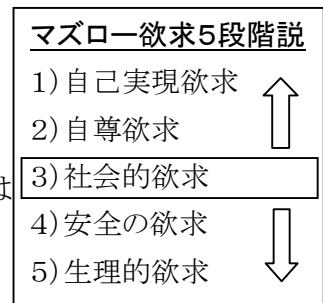 マズロー欲求5段階説
1)自己実現欲求
2)自尊欲求
は
3)社会的欲求
4)安全の欲求
5)生理的欲求